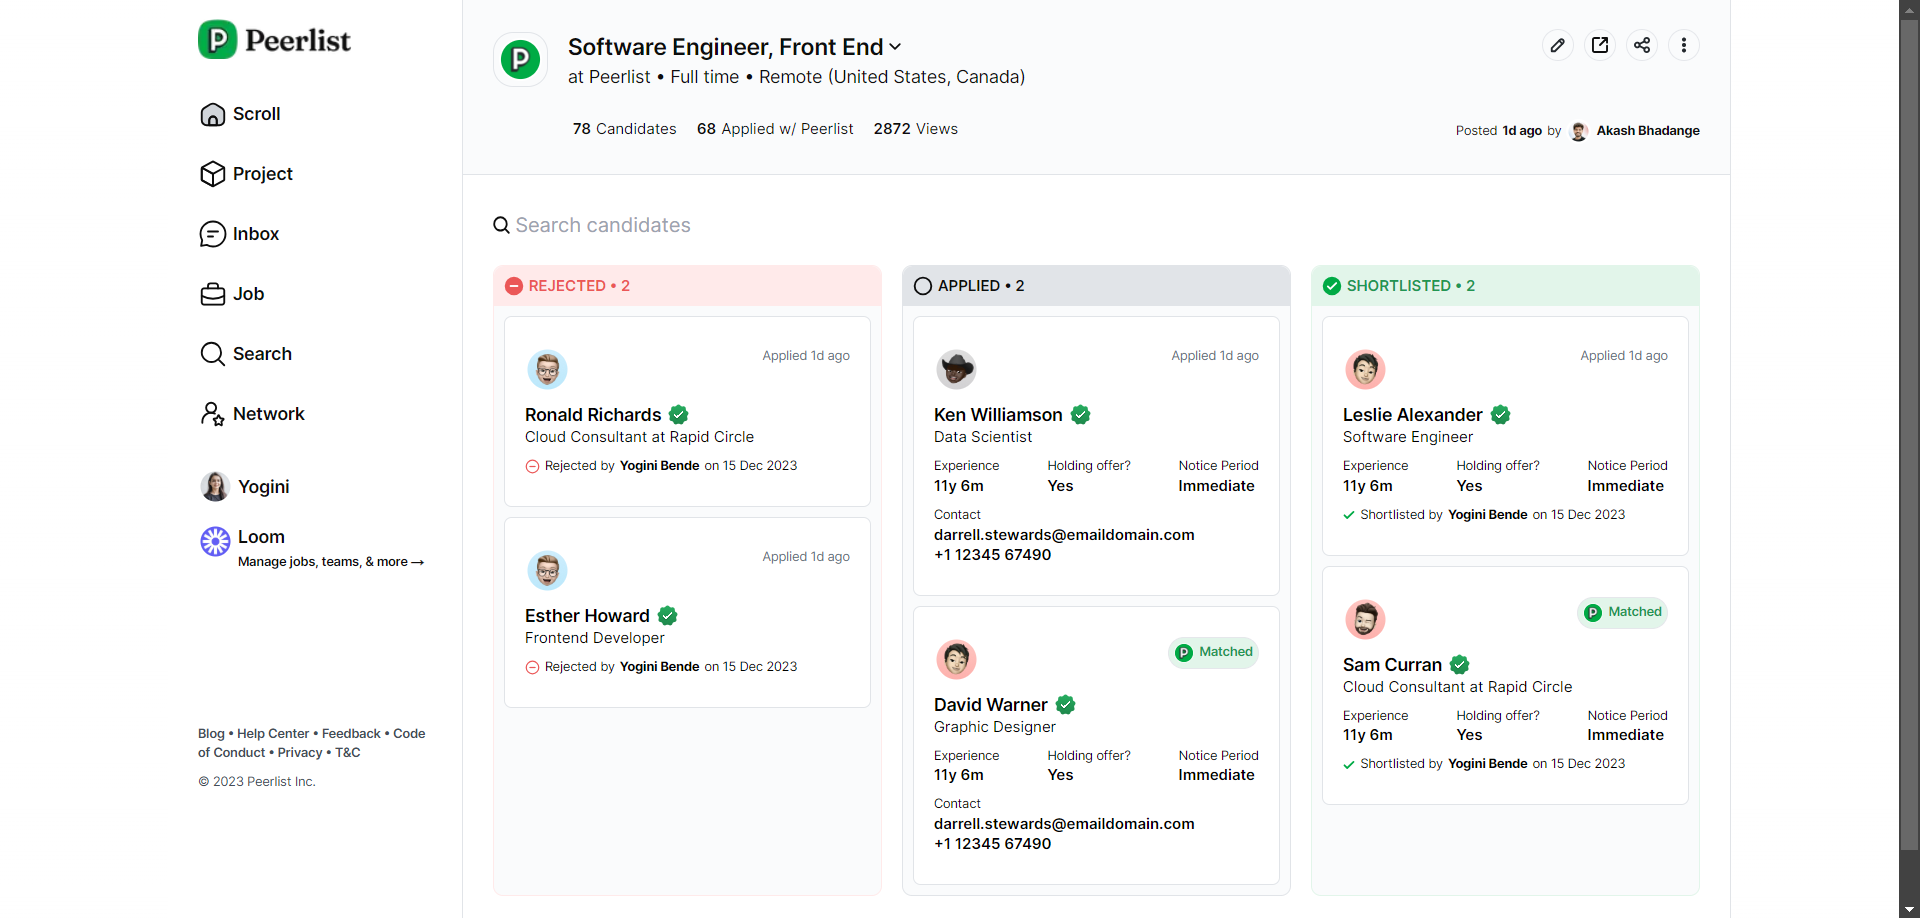 Peerlist
Scroll
Project
Inbox
Job
Search
Network
Yogini
Loom
Manage jobs, teams, & more →
Blog • Help Center • Feedback • Code
of Conduct • Privacy • T&C
© 2023 Peerlist Inc.
Software Engineer, Front End
at Peerlist • Full time • Remote (United States, Canada)
78 Candidates 68 Applied w/ Peerlist 2872 Views
Posted 1d ago by Akash Bhadange
Search candidates
REJECTED • 2
Applied 1d ago
Ronald Richards
Cloud Consultant at Rapid Circle
Rejected by Yogini Bende on 15 Dec 2023
Applied 1d ago
Esther Howard
Frontend Developer
Rejected by Yogini Bende on 15 Dec 2023
APPLIED • 2
Applied 1d ago
Ken Williamson
Data Scientist
Experience Holding offer? Notice Period
11y 6m Yes Immediate
Contact
darrell.stewards@emaildomain.com
+1 12345 67490
Matched
David Warner
Graphic Designer
Experience Holding offer? Notice Period
11y 6m Yes Immediate
Contact
darrell.stewards@emaildomain.com
+1 12345 67490
SHORTLISTED • 2
Applied 1d ago
Leslie Alexander
Software Engineer
Experience Holding offer? Notice Period
11y 6m Yes Immediate
Shortlisted by Yogini Bende on 15 Dec 2023
Matched
Sam Curran
Cloud Consultant at Rapid Circle
Experience Holding offer? Notice Period
11y 6m Yes Immediate
Shortlisted by Yogini Bende on 15 Dec 2023